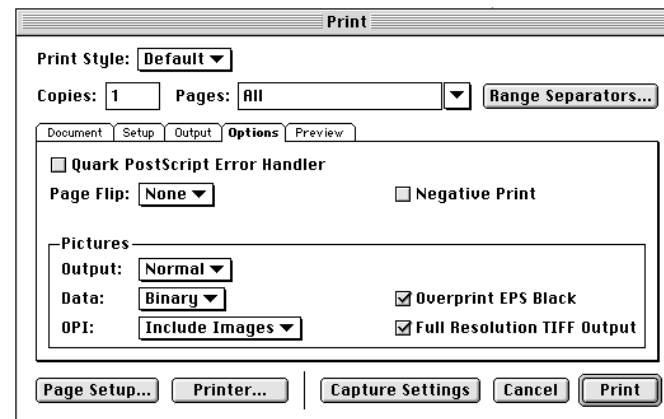 Print
Print Style: Default
Copies: 1 Pages: All Range Separators...
Document Setup Output Options Preview
Quark PostScript Error Handler
Page Flip: None Negative Print
Pictures
Output: Normal
Data: Binary Overprint EPS Black
OPI: Include Images Full Resolution TIFF Output
Page Setup... Printer... Capture Settings Cancel Print